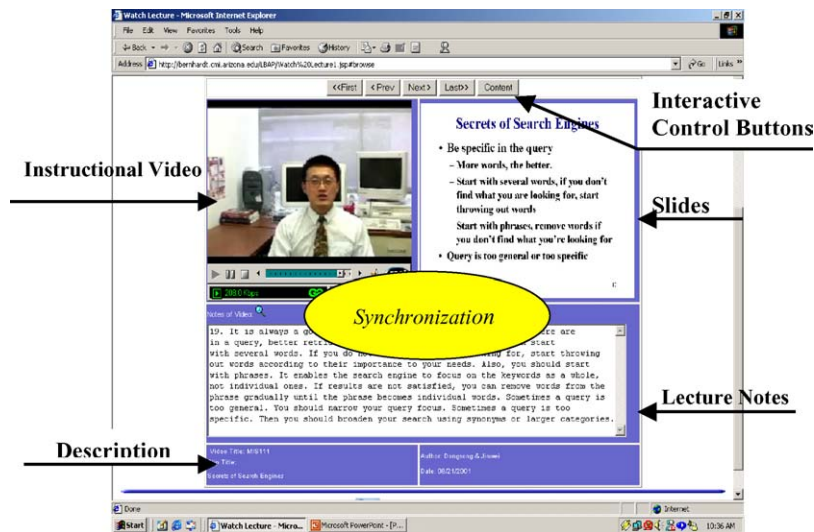 Watch Lecture - Microsoft Internet Explorer
File Edit View Favorites Tools Help
Back Search Favorites History
Address http://bernhardt.cmi.arizona.edu/LBAP/Watch%20Lecture1.jsp#browse Go Links »
<<First <Prev Next> Last>> Content
Interactive
Control Buttons
Instructional Video
Secrets of Search Engines
• Be specific in the query
– More words, the better.
– Start with several words, if you don't
find what you are looking for, start
throwing out words
Start with phrases, remove words if
you don't find what you're looking for
• Query is too general or too specific
Slides
Synchronization
Notes of Video
19. It is always a
in a query, better start
with several words. If you do for, start throwing
out words according to their importance to your needs. Also, you should start
with phrases. It enables the search engine to focus on the keywords as a whole,
not individual ones. If results are not satisfied, you can remove words from the
phrase gradually until the phrase becomes individual words. Sometimes a query is
too general. You should narrow your query focus. Sometimes a query is too
specific. Then you should broaden your search using synonyms or larger categories.
Lecture Notes
Description
Video Title: MIS111
Title:
Secrets of Search Engines
Author: Dongsong & Jinwei
Date: 08/21/2001
Done Internet
Start Watch Lecture - Micro... Microsoft PowerPoint - [P... 10:36 AM